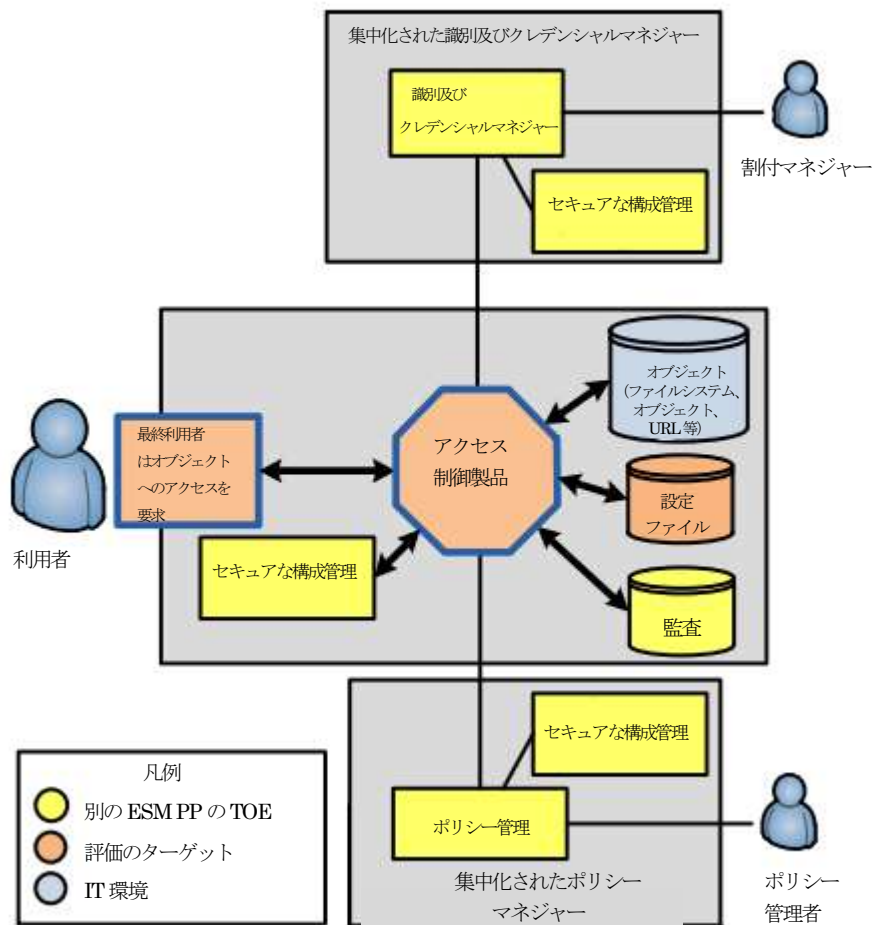 集中化された識別及びクレデンシャルマネジャー
識別及び
クレデンシャルマネジャー
割付マネジャー
セキュアな構成管理
オブジェクト
(ファイルシステム、
オブジェクト、
URL 等)
最終利用者
はオブジェクト
へのアクセスを
要求
アクセス
制御製品
設定
ファイル
利用者
セキュアな構成管理
監査
セキュアな構成管理
凡例
別の ESM PP の TOE
評価のターゲット
IT 環境
ポリシー管理
集中化されたポリシー
マネジャー
ポリシー
管理者